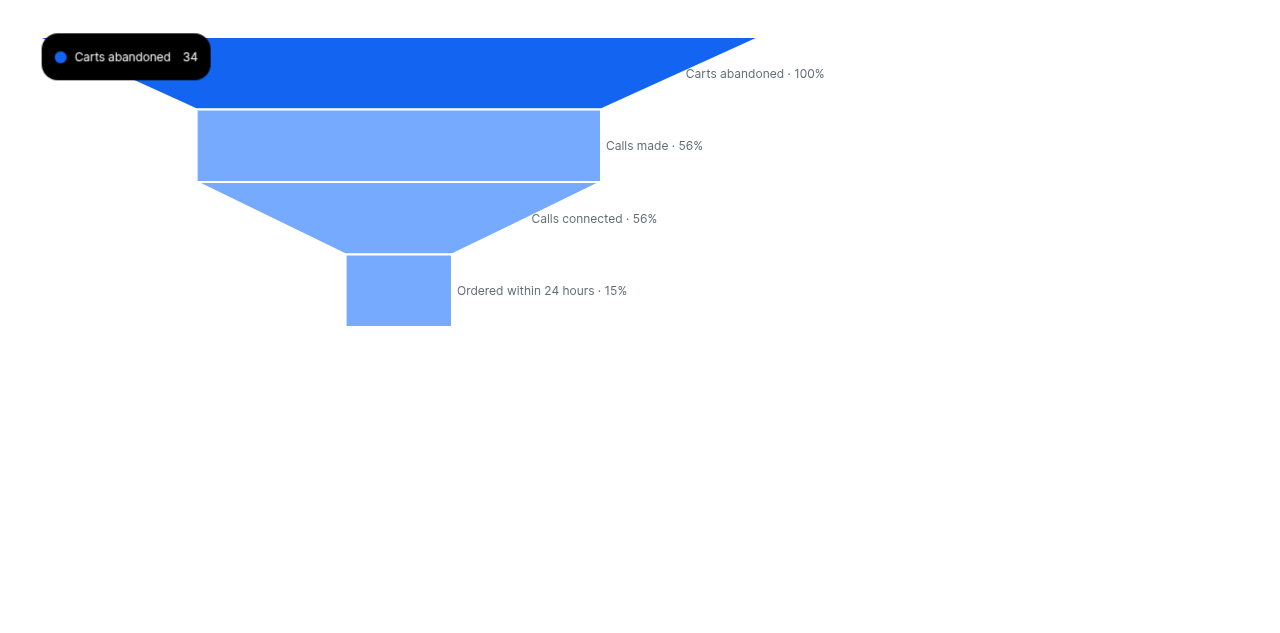 Carts abandoned 34
Carts abandoned · 100%
Calls made · 56%
Calls connected · 56%
Ordered within 24 hours · 15%